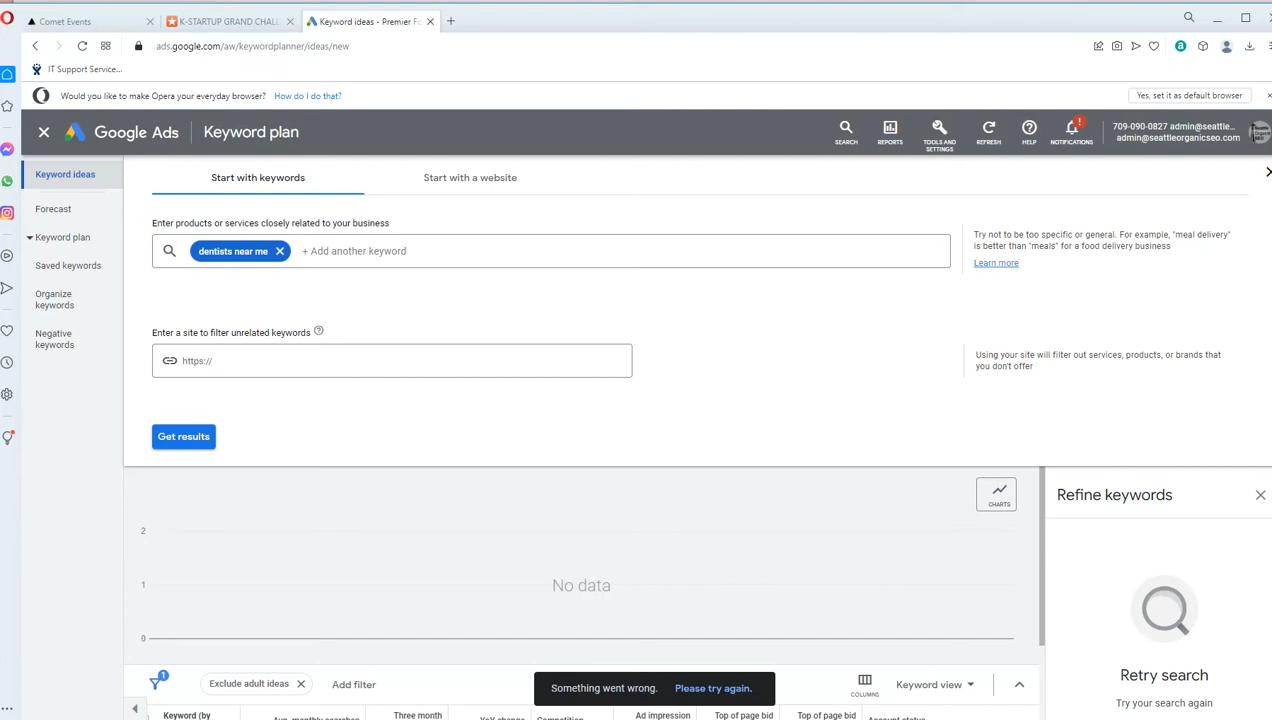 Comet Events
K-STARTUP GRAND CHALL
Keyword ideas - Premier Fo
ads.google.com/aw/keywordplanner/ideas/new
IT Support Service...
Would you like to make Opera your everyday browser? How do I do that?
Yes, set it as default browser
Google Ads
Keyword plan
SEARCH
REPORTS
TOOLS AND
SETTINGS
REFRESH
HELP
!
NOTIFICATIONS
709-090-0827 admin@seattle...
admin@seattleorganicseo.com
Keyword ideas
Forecast
Keyword plan
Saved keywords
Organize
keywords
Negative
keywords
Start with keywords
Start with a website
Enter products or services closely related to your business
dentists near me
+ Add another keyword
Try not to be too specific or general. For example, "meal delivery"
is better than "meals" for a food delivery business
Learn more
Enter a site to filter unrelated keywords
https://
Using your site will filter out services, products, or brands that
you don't offer
Get results
CHARTS
2
1
0
No data
Refine keywords
Retry search
Try your search again
1
Exclude adult ideas
Add filter
Something went wrong. Please try again.
COLUMNS
Keyword view
Keyword (by
Avg. monthly searches
Three month
YoY change
Competition
Ad impression
Top of page bid
Top of page bid
Account status